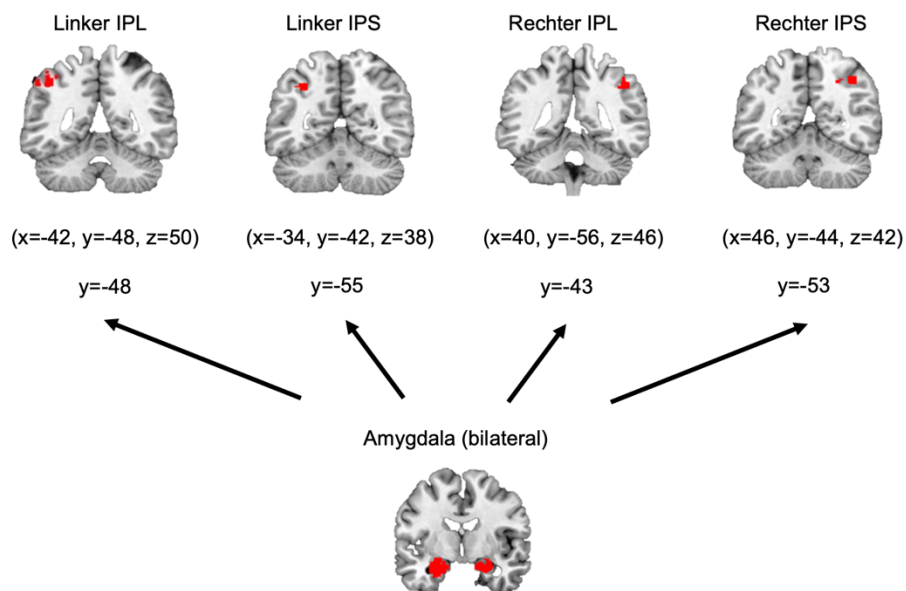 Linker IPL
Linker IPS
Rechter IPL
Rechter IPS
(x=-42, y=-48, z=50)
(x=-34, y=-42, z=38)
(x=40, y=-56, z=46)
(x=46, y=-44, z=42)
y=-48
y=-55
y=-43
y=-53
Amygdala (bilateral)